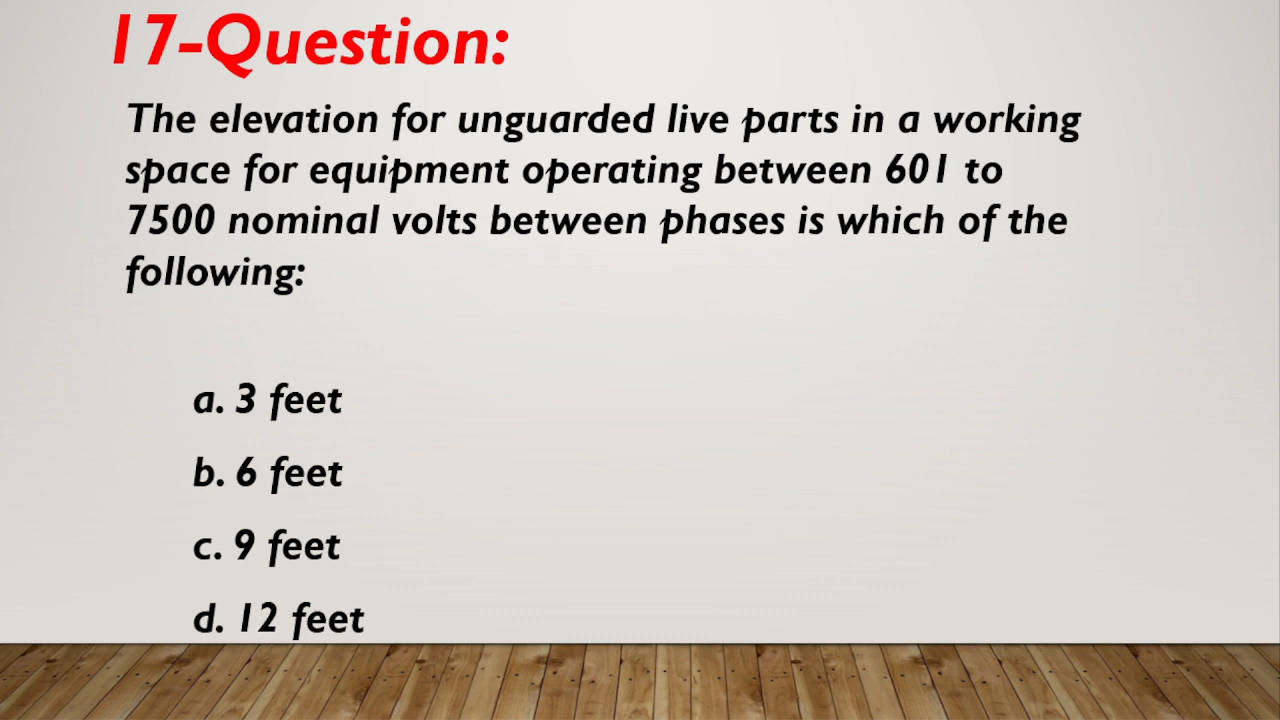 17-Question:
The elevation for unguarded live parts in a working
space for equipment operating between 601 to
7500 nominal volts between phases is which of the
following:
a. 3 feet
b. 6 feet
c. 9 feet
d. 12 feet